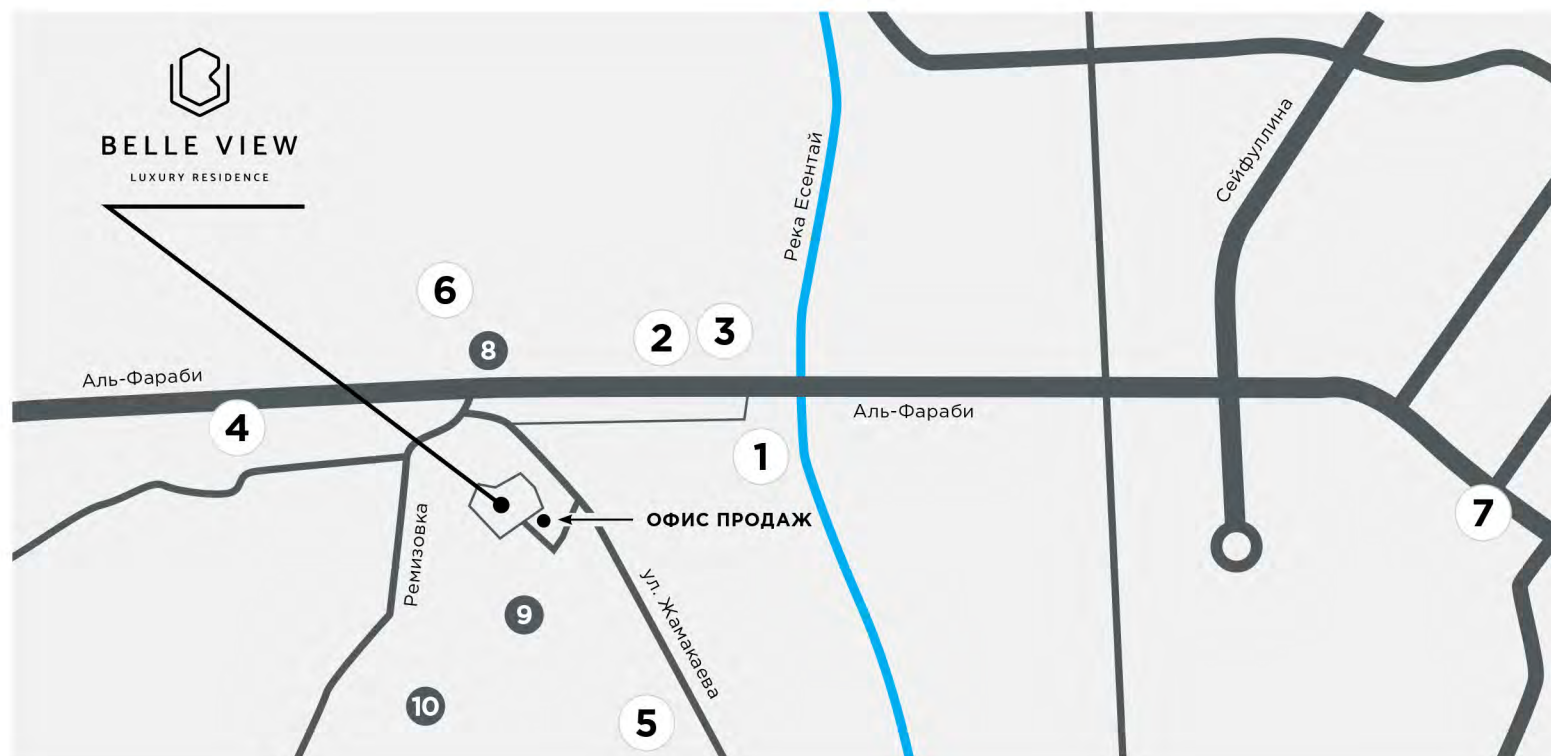 BELLE VIEW
LUXURY RESIDENCE
Река Есентай
Сейфуллина
6
8
2
3
Аль-Фараби
4
Аль-Фараби
1
ОФИС ПРОДАЖ
7
Ремизовка
9
ул. Жамакаева
10
5